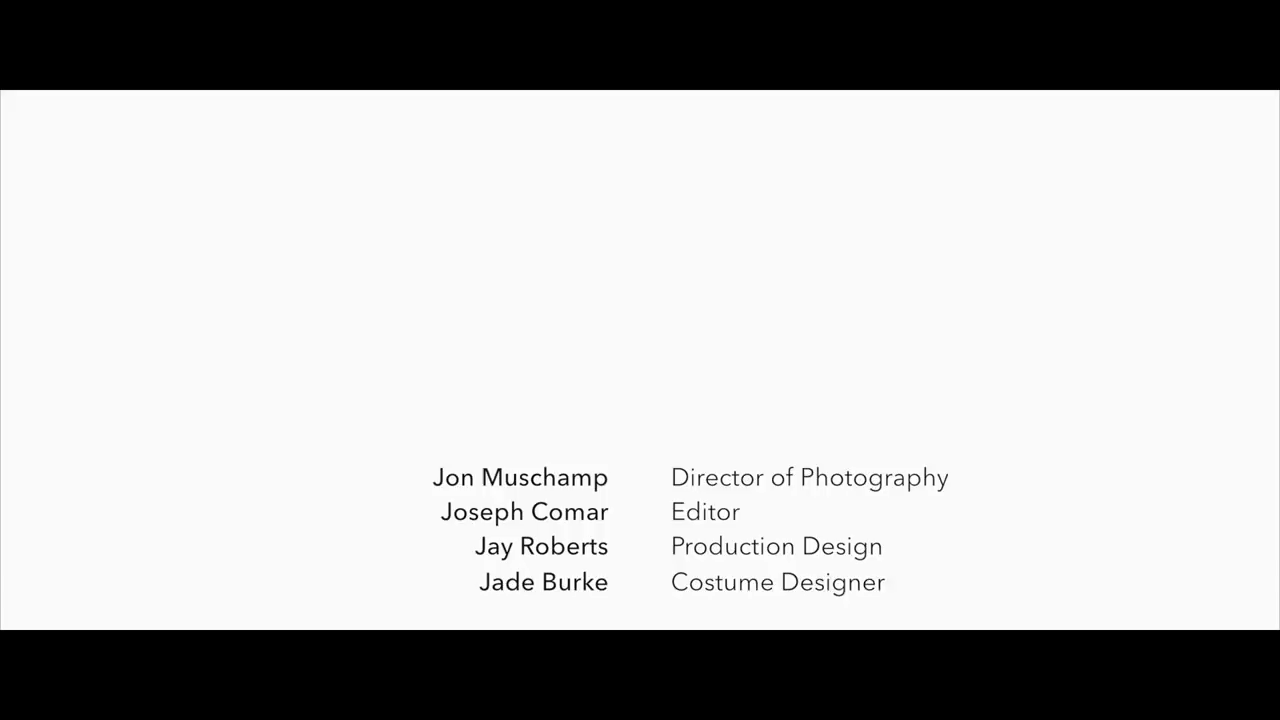 Jon Muschamp Director of Photography
Joseph Comar Editor
Jay Roberts Production Design
Jade Burke Costume Designer